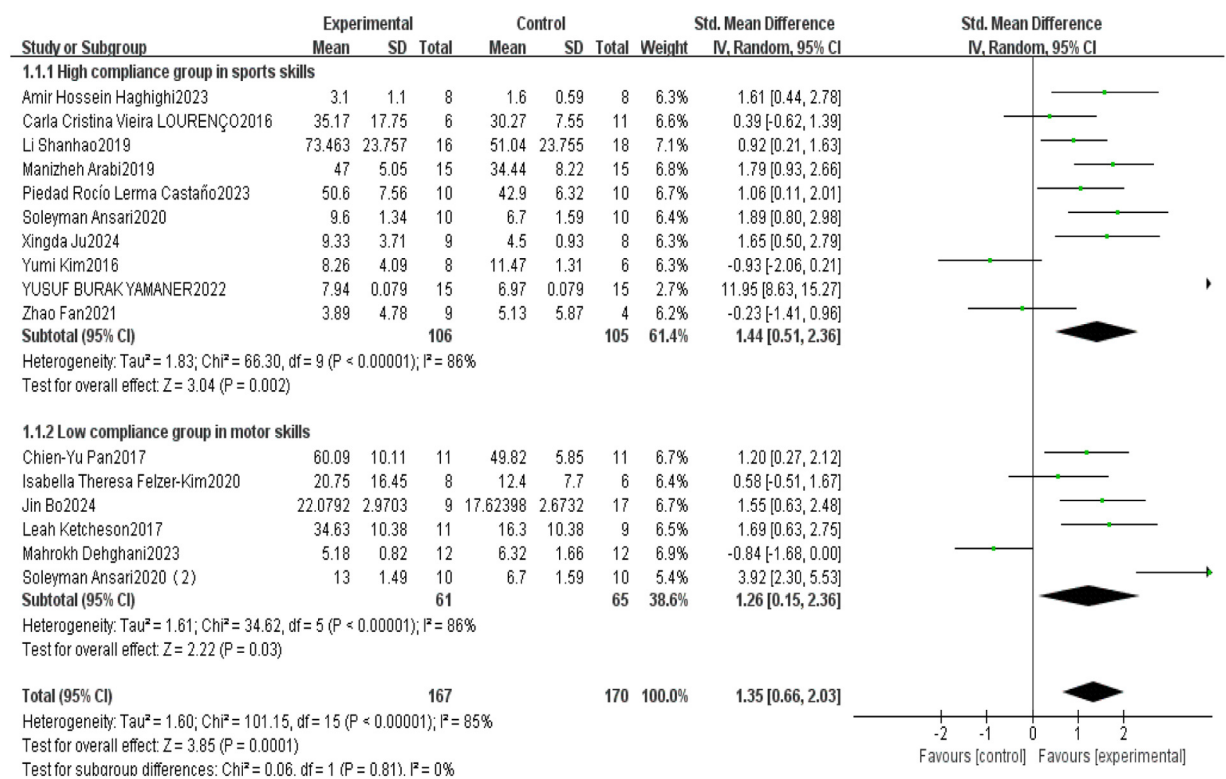 Experimental Control Std. Mean Difference Std. Mean Difference
Study or Subgroup Mean SD Total Mean SD Total Weight IV, Random, 95% CI IV, Random, 95% CI
1.1.1 High compliance group in sports skills
Amir Hossein Haghighi2023 3.1 1.1 8 1.6 0.59 8 6.3% 1.61 [0.44, 2.78]
Carla Cristina Vieira LOURENÇO2016 35.17 17.75 6 30.27 7.55 11 6.6% 0.39 [-0.62, 1.39]
Li Shanhao2019 73.463 23.757 16 51.04 23.755 18 7.1% 0.92 [0.21, 1.63]
Manizheh Arabi2019 47 5.05 15 34.44 8.22 15 6.8% 1.79 [0.93, 2.66]
Piedad Rocío Lerma Castaño2023 50.6 7.56 10 42.9 6.32 10 6.6% 1.06 [0.11, 2.01]
Soleyman Ansari2020 9.6 1.34 10 6.7 1.59 10 6.4% 1.89 [0.80, 2.98]
Xingda Ju2024 9.33 3.71 9 4.5 0.93 8 6.3% 1.65 [0.50, 2.79]
Yumi Kim2016 8.26 4.09 8 11.47 1.31 6 6.3% -0.93 [-2.06, 0.21]
YUSUF BURAK YAMANER2022 7.94 0.079 15 6.97 0.079 15 2.7% 11.95 [8.63, 15.27]
Zhao Fan2021 3.89 4.78 9 5.13 5.87 4 6.2% -0.23 [-1.41, 0.96]
Subtotal (95% CI) 106 105 61.4% 1.44 [0.51, 2.36]
Heterogeneity: Tau² = 1.83; Chi² = 66.30, df = 9 (P < 0.00001); I² = 86%
Test for overall effect: Z = 3.04 (P = 0.002)
1.1.2 Low compliance group in motor skills
Chien-Yu Pan2017 60.09 10.11 11 49.82 5.85 11 6.7% 1.20 [0.27, 2.12]
Isabella Theresa Felzer-Kim2020 20.75 16.45 8 12.4 7.7 6 6.4% 0.58 [-0.51, 1.67]
Jin Bo2024 22.0792 2.9703 9 17.62398 2.6732 17 6.7% 1.55 [0.63, 2.48]
Leah Ketcheson2017 34.63 10.38 11 16.3 10.38 9 6.5% 1.69 [0.63, 2.75]
Mahrokh Dehghani2023 5.18 0.82 12 6.32 1.66 12 6.9% -0.84 [-1.68, 0.00]
Soleyman Ansari2020（2） 13 1.49 10 6.7 1.59 10 5.4% 3.92 [2.30, 5.53]
Subtotal (95% CI) 61 65 38.6% 1.26 [0.15, 2.36]
Heterogeneity: Tau² = 1.61; Chi² = 34.62, df = 5 (P < 0.00001); I² = 86%
Test for overall effect: Z = 2.22 (P = 0.03)
Total (95% CI) 167 170 100.0% 1.35 [0.66, 2.03]
Heterogeneity: Tau² = 1.60; Chi² = 101.15, df = 15 (P < 0.00001); I² = 85%
Test for overall effect: Z = 3.85 (P = 0.0001)
Test for subgroup differences: Chi² = 0.06, df = 1 (P = 0.81), I² = 0%
-2 -1 0 1 2
Favours [control] Favours [experimental]